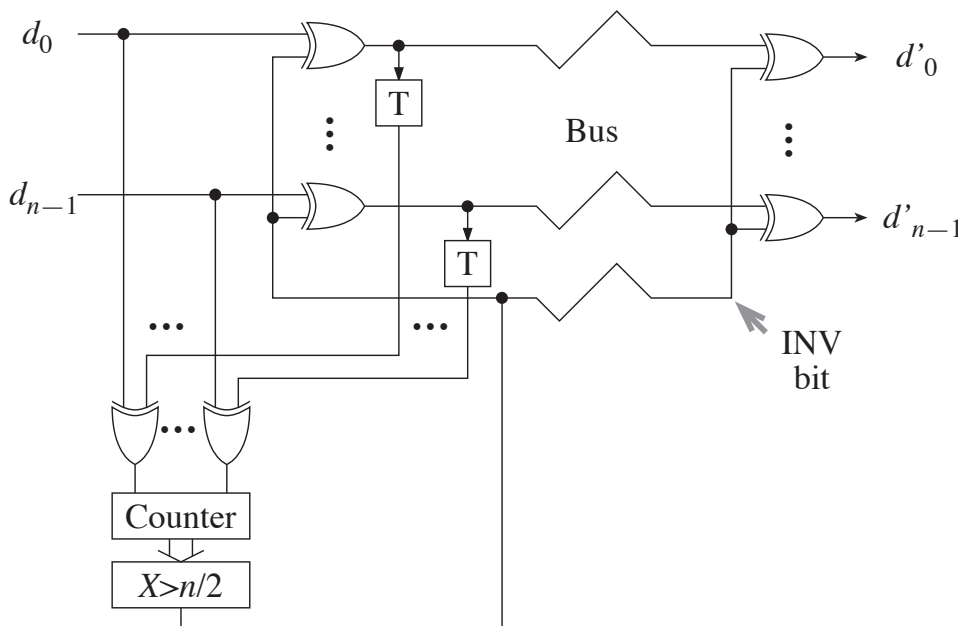 d₀
d'₀
T
Bus
dₙ₋₁
d'ₙ₋₁
T
INV
bit
Counter
X>n/2